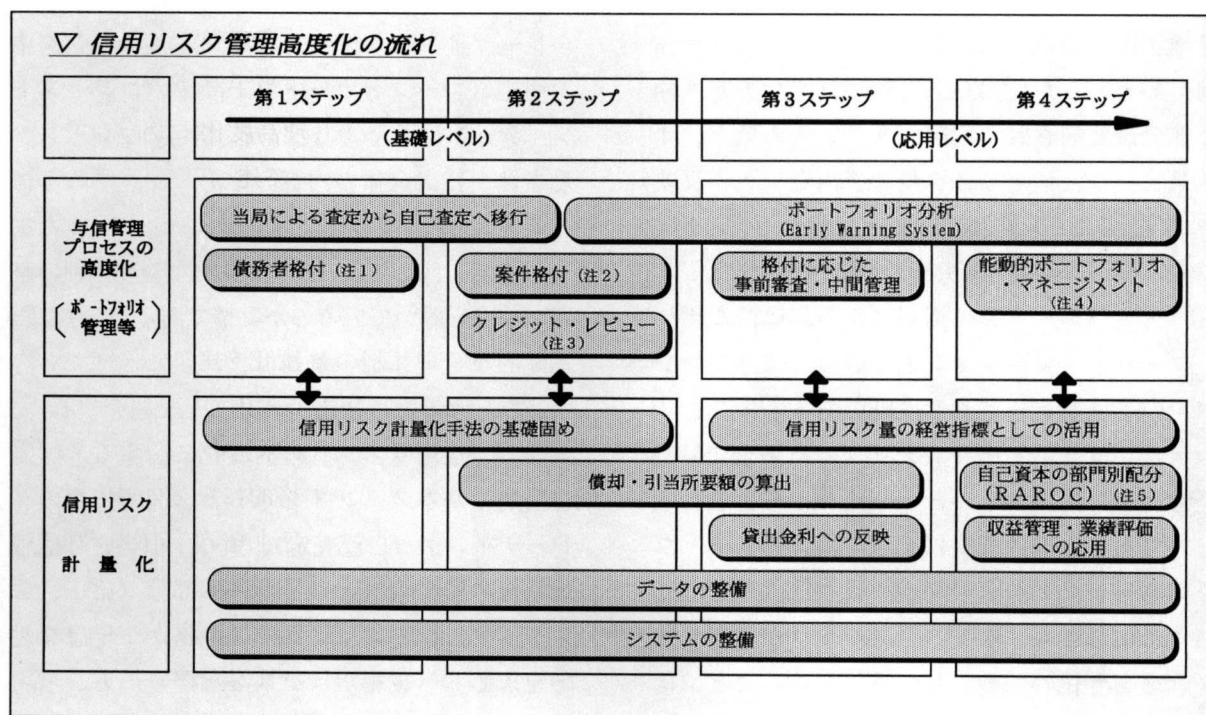 ▽ 信用リスク管理高度化の流れ
第1ステップ
第2ステップ
第3ステップ
第4ステップ
(基礎レベル)
(応用レベル)
与信管理
プロセスの
高度化
(ﾎﾟｰﾄﾌｫﾘｵ
管理等)
当局による査定から自己査定へ移行
ポートフォリオ分析
(Early Warning System)
債務者格付(注1)
案件格付(注2)
格付に応じた
事前審査・中間管理
能動的ポートフォリオ
・マネージメント
(注4)
クレジット・レビュー
(注3)
信用リスク
計量化
信用リスク計量化手法の基礎固め
信用リスク量の経営指標としての活用
償却・引当所要額の算出
自己資本の部門別配分
(RAROC) (注5)
貸出金利への反映
収益管理・業績評価
への応用
データの整備
システムの整備